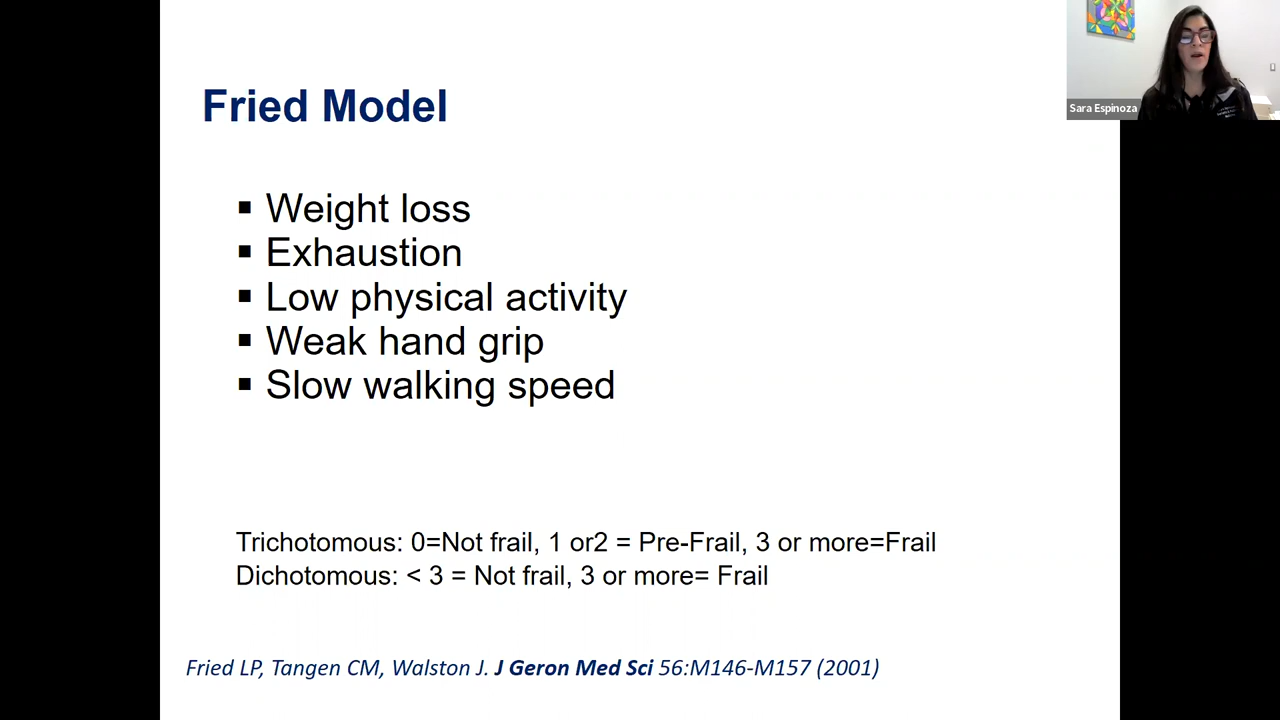 Fried Model
Sara Espinoza
▪ Weight loss
▪ Exhaustion
▪ Low physical activity
▪ Weak hand grip
▪ Slow walking speed
Trichotomous: 0=Not frail, 1 or2 = Pre-Frail, 3 or more=Frail
Dichotomous: < 3 = Not frail, 3 or more= Frail
Fried LP, Tangen CM, Walston J. J Geron Med Sci 56:M146-M157 (2001)